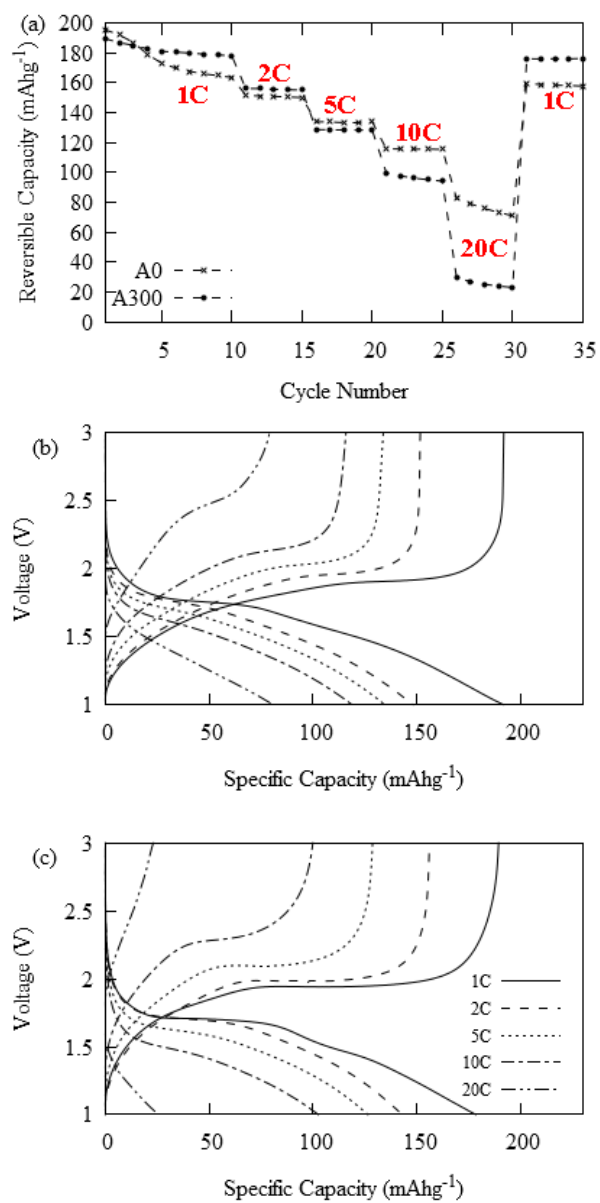 (a)
Reversible Capacity (mAhg-1)
200
180
160
140
120
100
80
60
40
20
0
1C
2C
5C
10C
20C
1C
A0
A300
5
10
15
20
25
30
35
Cycle Number
(b)
Voltage (V)
3
2.5
2
1.5
1
0
50
100
150
200
Specific Capacity (mAhg-1)
(c)
Voltage (V)
3
2.5
2
1.5
1
1C
2C
5C
10C
20C
0
50
100
150
200
Specific Capacity (mAhg-1)